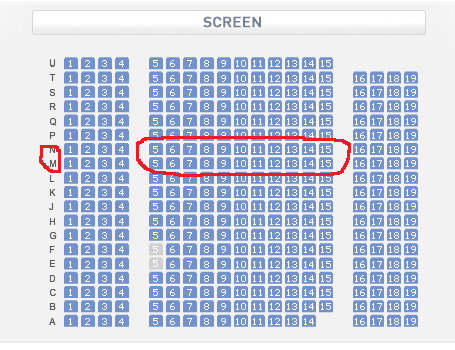 SCREEN
U 1 2 3 4 5 6 7 8 9 10 11 12 13 14 15
T 1 2 3 4 5 6 7 8 9 10 11 12 13 14 15 16 17 18 19
S 1 2 3 4 5 6 7 8 9 10 11 12 13 14 15 16 17 18 19
R 1 2 3 4 5 6 7 8 9 10 11 12 13 14 15 16 17 18 19
Q 1 2 3 4 5 6 7 8 9 10 11 12 13 14 15 16 17 18 19
P 1 2 3 4 5 6 7 8 9 10 11 12 13 14 15 16 17 18 19
N 1 2 3 4 5 6 7 8 9 10 11 12 13 14 15 16 17 18 19
M 1 2 3 4 5 6 7 8 9 10 11 12 13 14 15 16 17 18 19
L 1 2 3 4 5 6 7 8 9 10 11 12 13 14 15 16 17 18 19
K 1 2 3 4 5 6 7 8 9 10 11 12 13 14 15 16 17 18 19
J 1 2 3 4 5 6 7 8 9 10 11 12 13 14 15 16 17 18 19
H 1 2 3 4 5 6 7 8 9 10 11 12 13 14 15 16 17 18 19
G 1 2 3 4 5 6 7 8 9 10 11 12 13 14 15 16 17 18 19
F 1 2 3 4 5 6 7 8 9 10 11 12 13 14 15 16 17 18 19
E 1 2 3 4 5 6 7 8 9 10 11 12 13 14 15 16 17 18 19
D 1 2 3 4 5 6 7 8 9 10 11 12 13 14 15 16 17 18 19
C 1 2 3 4 5 6 7 8 9 10 11 12 13 14 15 16 17 18 19
B 1 2 3 4 5 6 7 8 9 10 11 12 13 14 15 16 17 18 19
A 1 2 3 4 5 6 7 8 9 10 11 12 13 14 16 17 18 19